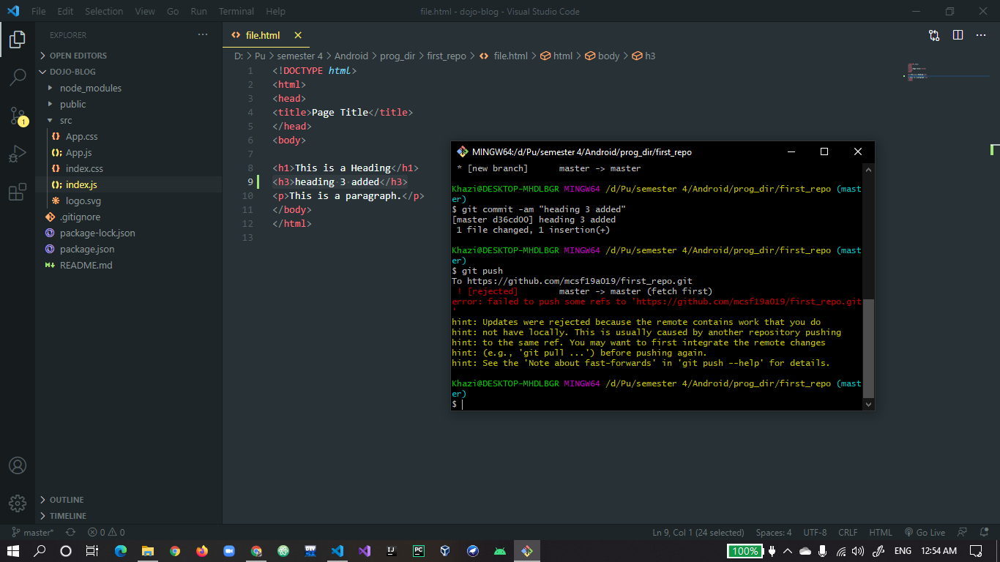 File Edit Selection View Go Run Terminal Help
file.html - dojo-blog - Visual Studio Code
EXPLORER
OPEN EDITORS
DOJO-BLOG
node_modules
public
src
App.css
App.js
index.css
index.js
logo.svg
.gitignore
package-lock.json
package.json
README.md
OUTLINE
TIMELINE
1
file.html
D: > Pu > semester 4 > Android > prog_dir > first_repo > file.html > html > body > h3
1 <!DOCTYPE html>
2 <html>
3 <head>
4 <title>Page Title</title>
5 </head>
6 <body>
7
8 <h1>This is a Heading</h1>
9 <h3>heading 3 added</h3>
10 <p>This is a paragraph.</p>
11 </body>
12 </html>
13
MINGW64:/d/Pu/semester 4/Android/prog_dir/first_repo
* [new branch] master -> master
Khazi@DESKTOP-MHDLBGR MINGW64 /d/Pu/semester 4/Android/prog_dir/first_repo (mast
er)
$ git commit -am "heading 3 added"
[master d36cd00] heading 3 added
1 file changed, 1 insertion(+)
Khazi@DESKTOP-MHDLBGR MINGW64 /d/Pu/semester 4/Android/prog_dir/first_repo (mast
er)
$ git push
To https://github.com/mcsf19a019/first_repo.git
! [rejected] master -> master (fetch first)
error: failed to push some refs to 'https://github.com/mcsf19a019/first_repo.git
'
hint: Updates were rejected because the remote contains work that you do
hint: not have locally. This is usually caused by another repository pushing
hint: to the same ref. You may want to first integrate the remote changes
hint: (e.g., 'git pull ...') before pushing again.
hint: See the 'Note about fast-forwards' in 'git push --help' for details.
Khazi@DESKTOP-MHDLBGR MINGW64 /d/Pu/semester 4/Android/prog_dir/first_repo (mast
er)
$
master* 0 0
Ln 9, Col 1 (24 selected) Spaces: 4 UTF-8 CRLF HTML Go Live
IJ PC 100% ENG 12:54 AM